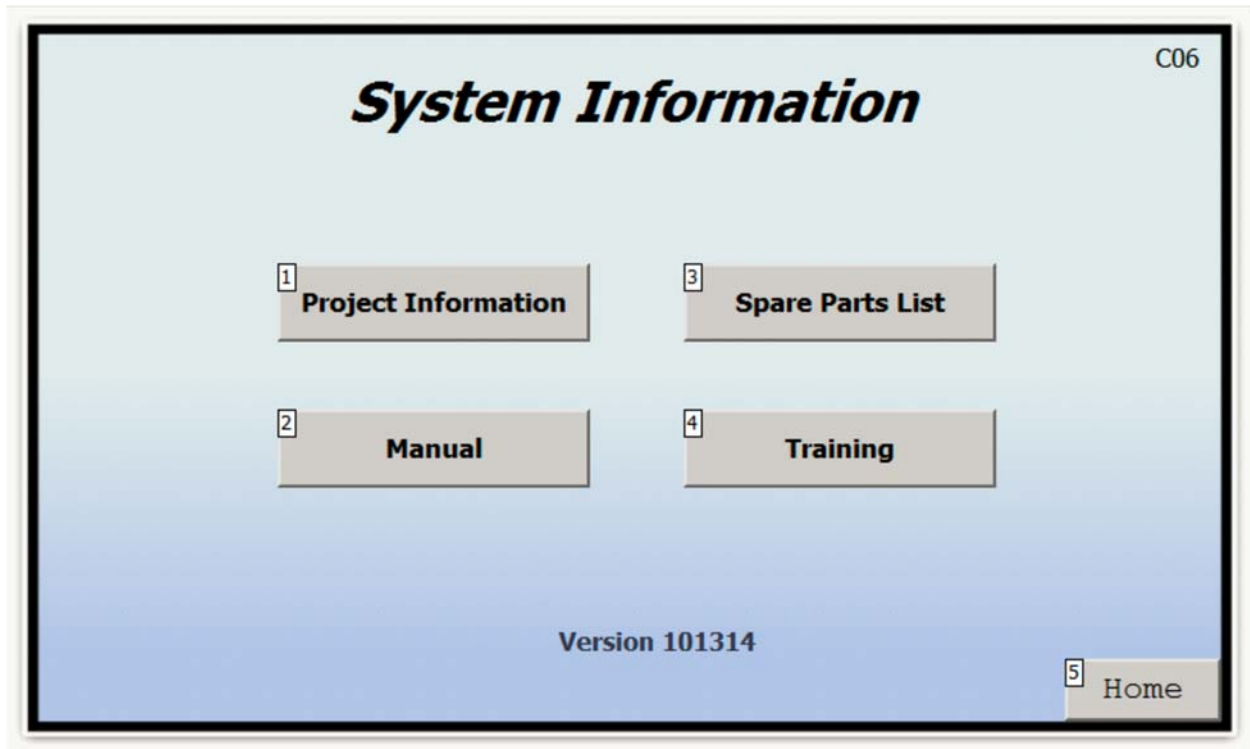 C06
System Information
1
Project Information
3
Spare Parts List
2
Manual
4
Training
Version 101314
5
Home